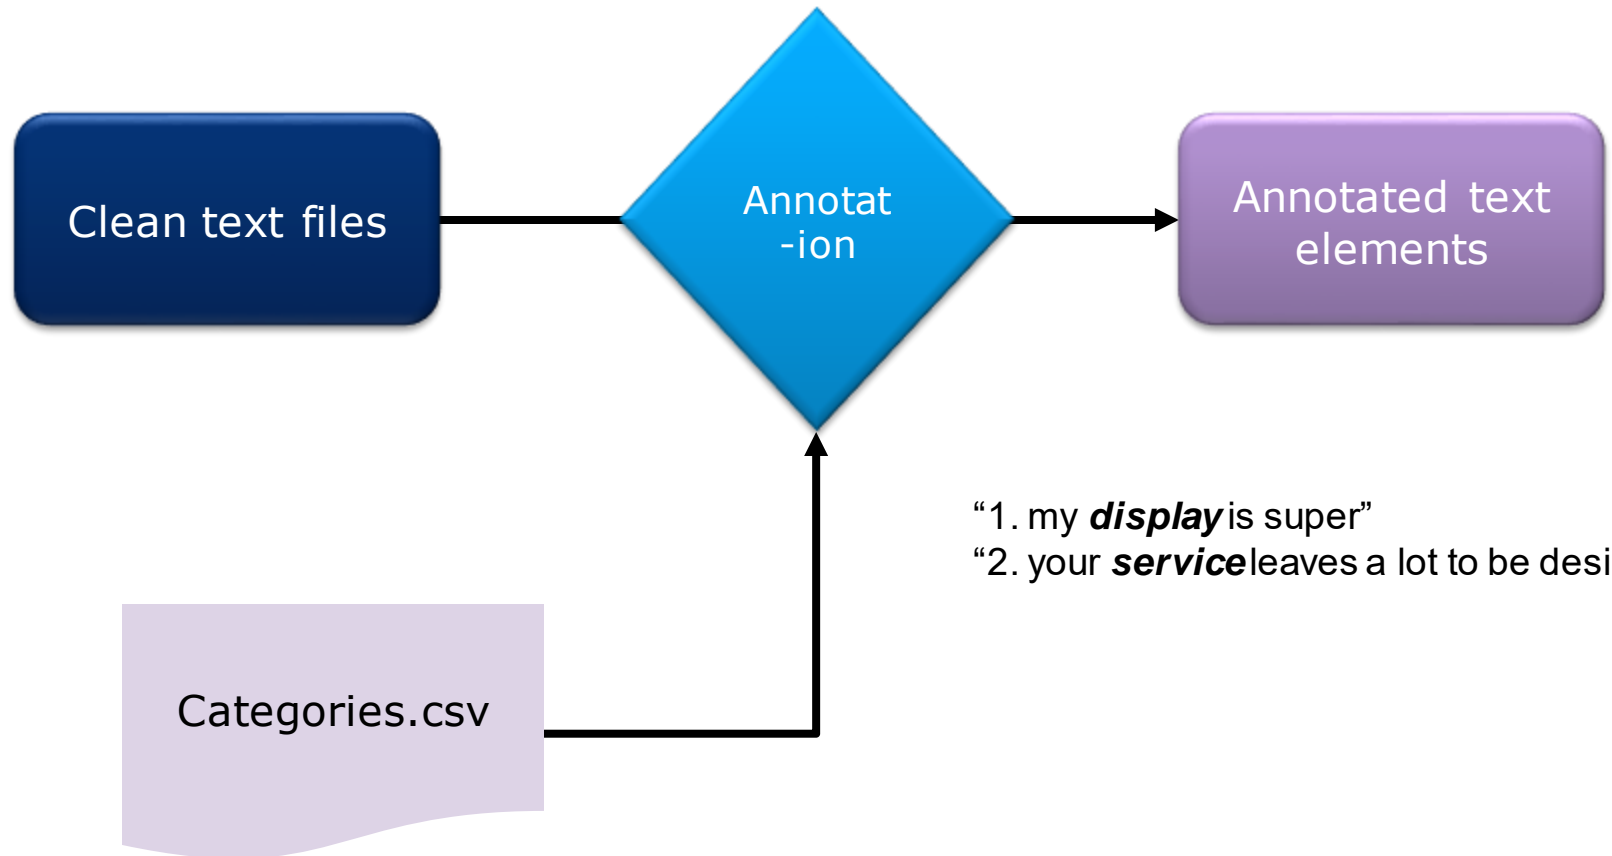 Clean text files
Annotat
-ion
Annotated text
elements
“1. my display is super”
“2. your service leaves a lot to be desi
Categories.csv